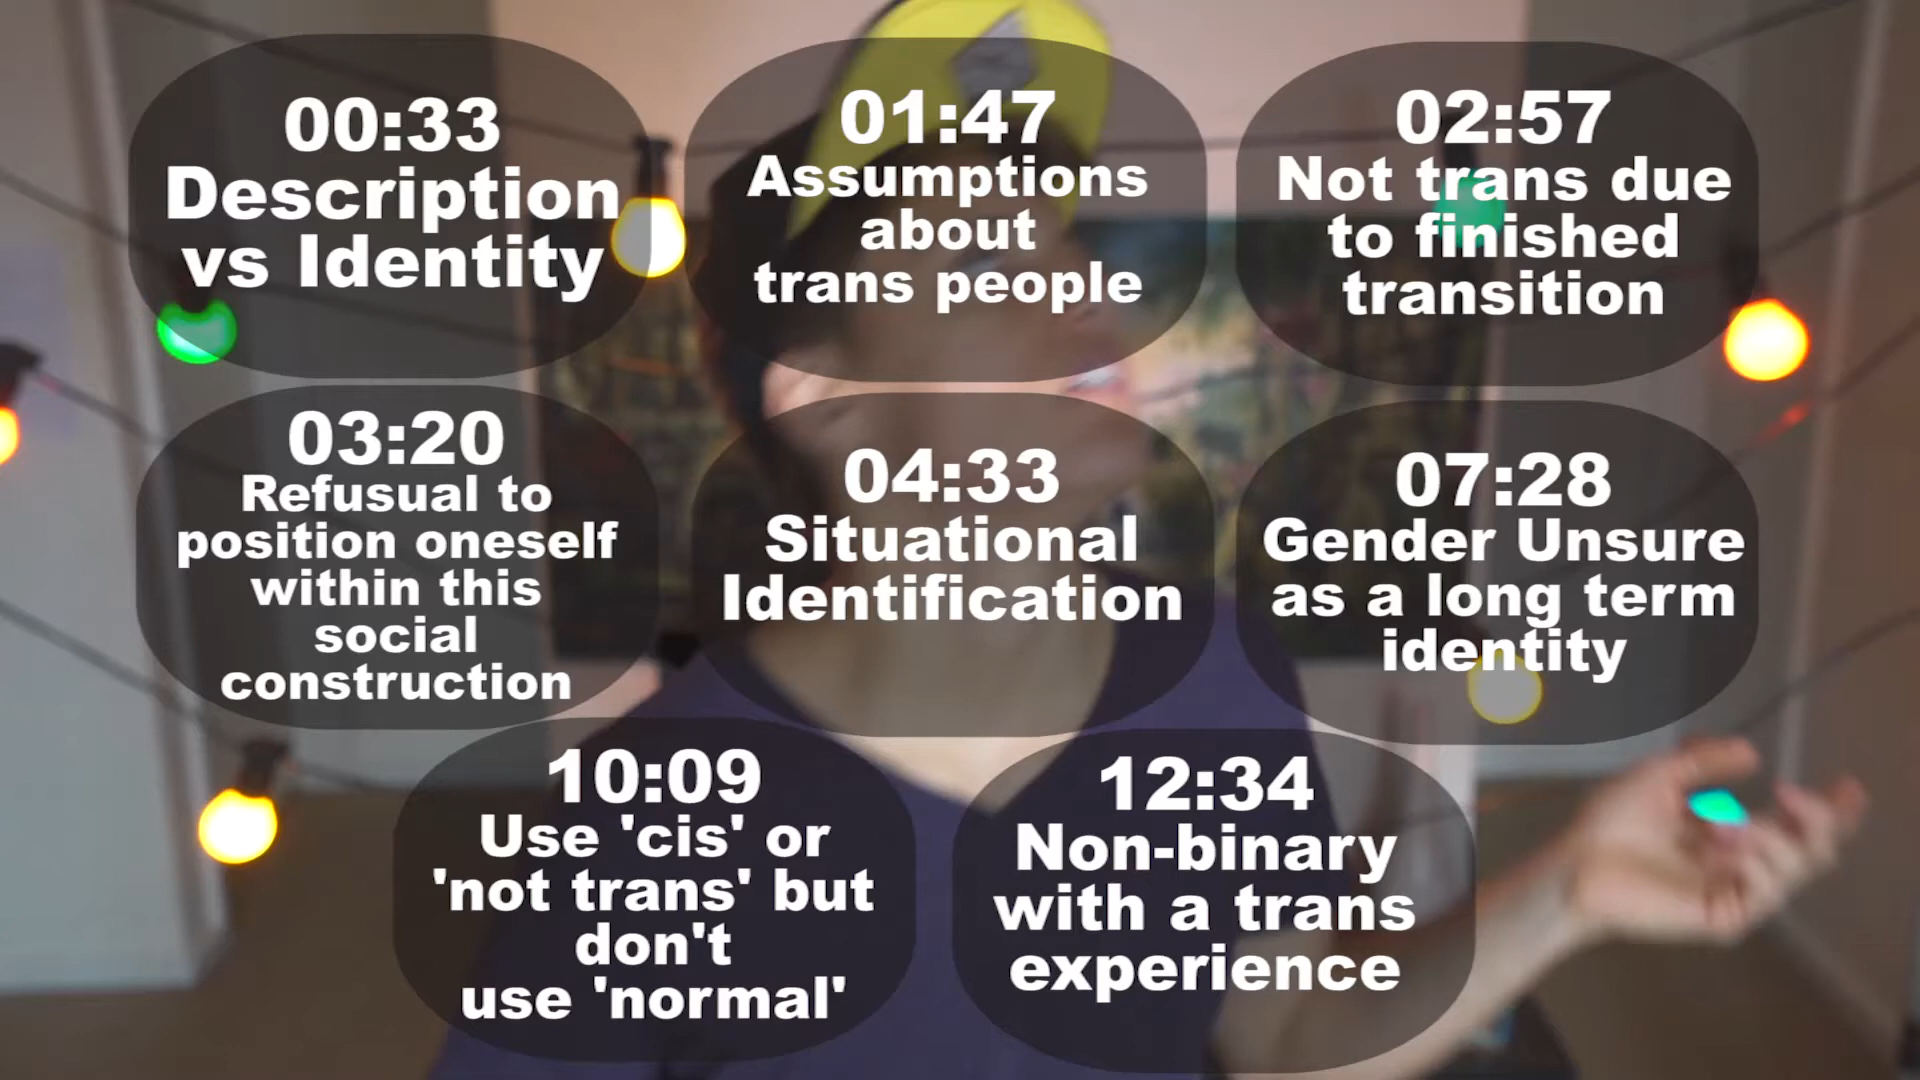 00:33
Description
vs Identity
01:47
Assumptions
about
trans people
02:57
Not trans due
to finished
transition
03:20
Refusual to
position oneself
within this
social
construction
04:33
Situational
Identification
07:28
Gender Unsure
as a long term
identity
10:09
Use 'cis' or
'not trans' but
don't
use 'normal'
12:34
Non-binary
with a trans
experience